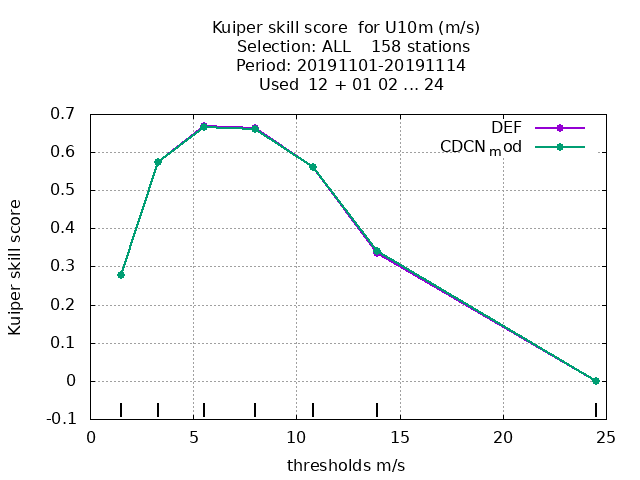 Kuiper skill score  for U10m (m/s)
Selection: ALL    158 stations
Period: 20191101-20191114
Used  12 + 01 02 ... 24
DEF
CDCN_mod
Kuiper skill score
0.7
0.6
0.5
0.4
0.3
0.2
0.1
0
-0.1
0 5 10 15 20 25
thresholds m/s